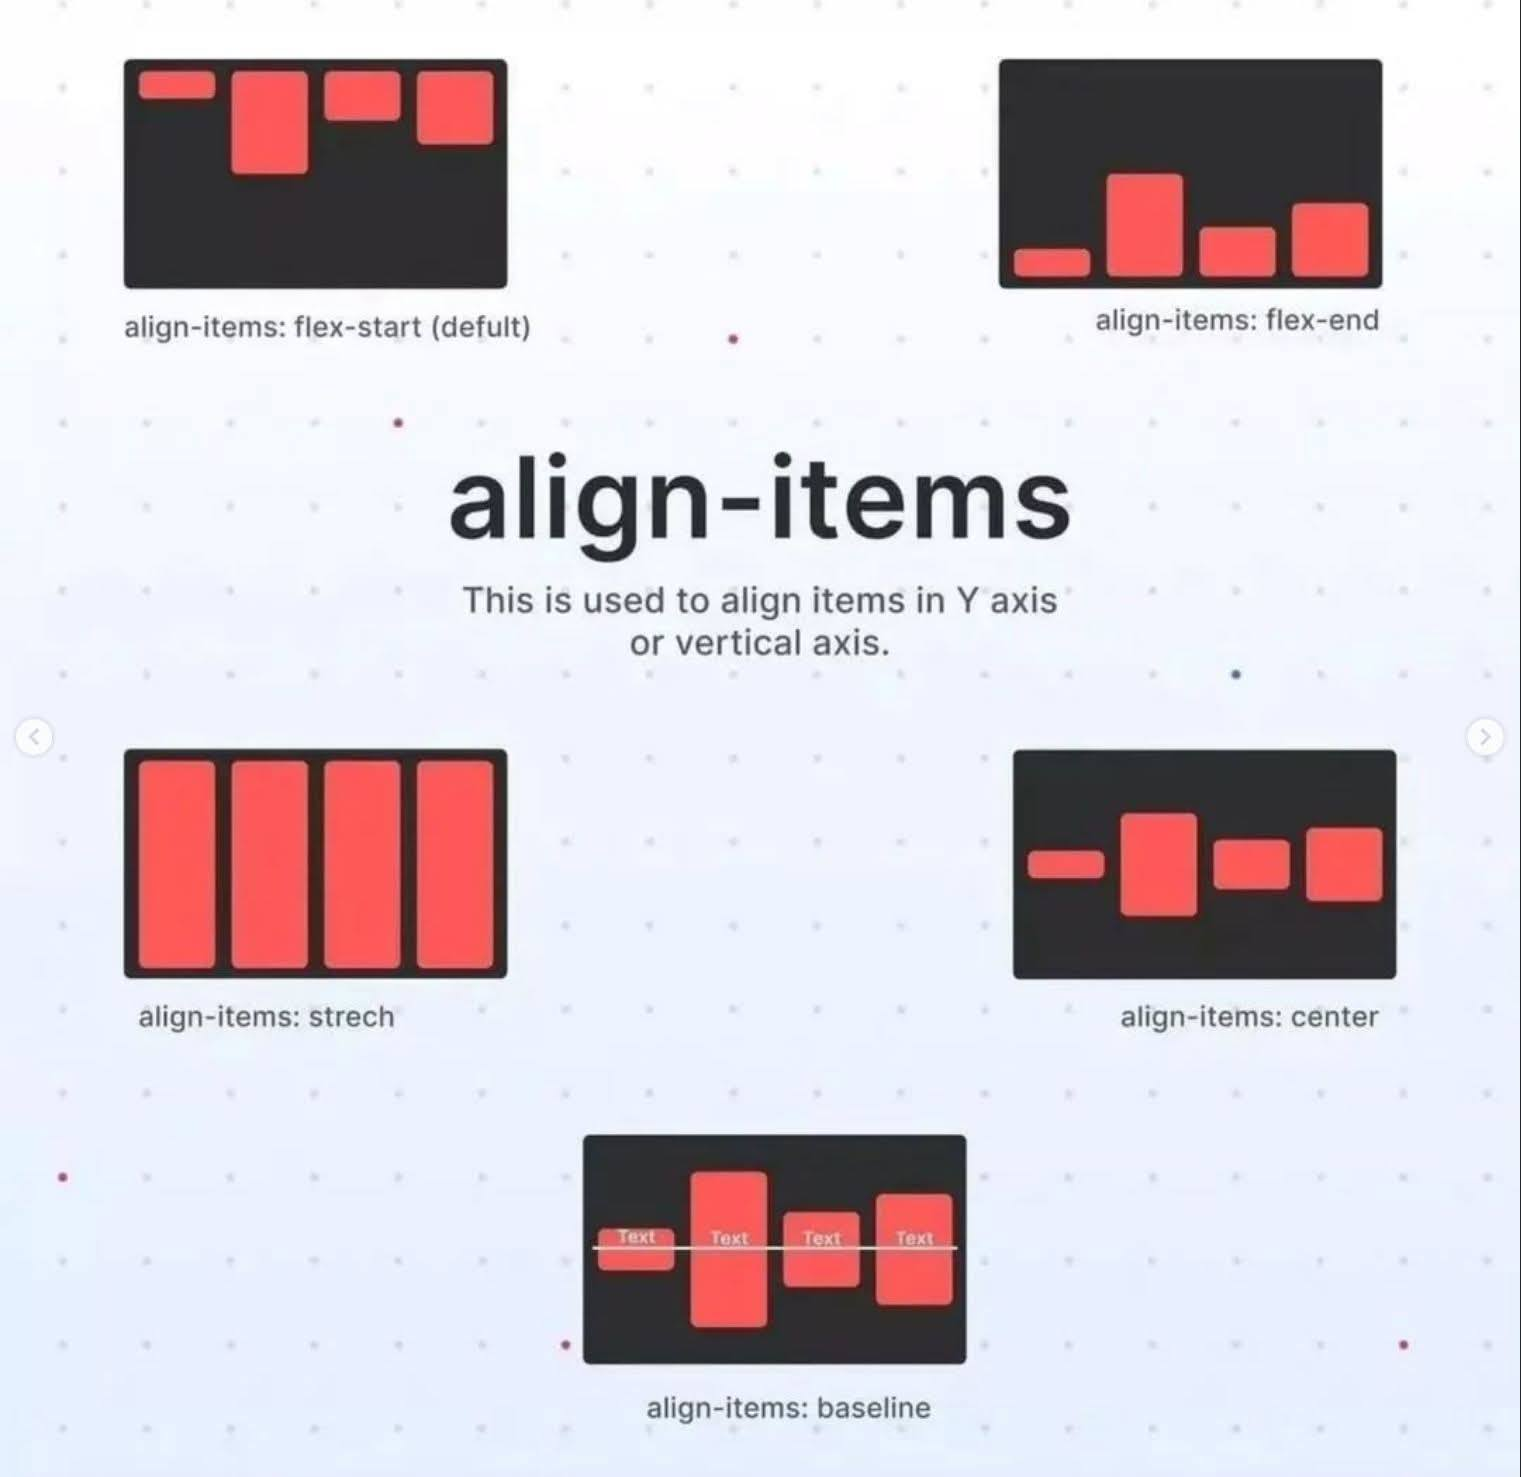 align-items: flex-start (defult)
align-items: flex-end
align-items
This is used to align items in Y axis
or vertical axis.
align-items: strech
align-items: center
Text Text Text Text
align-items: baseline